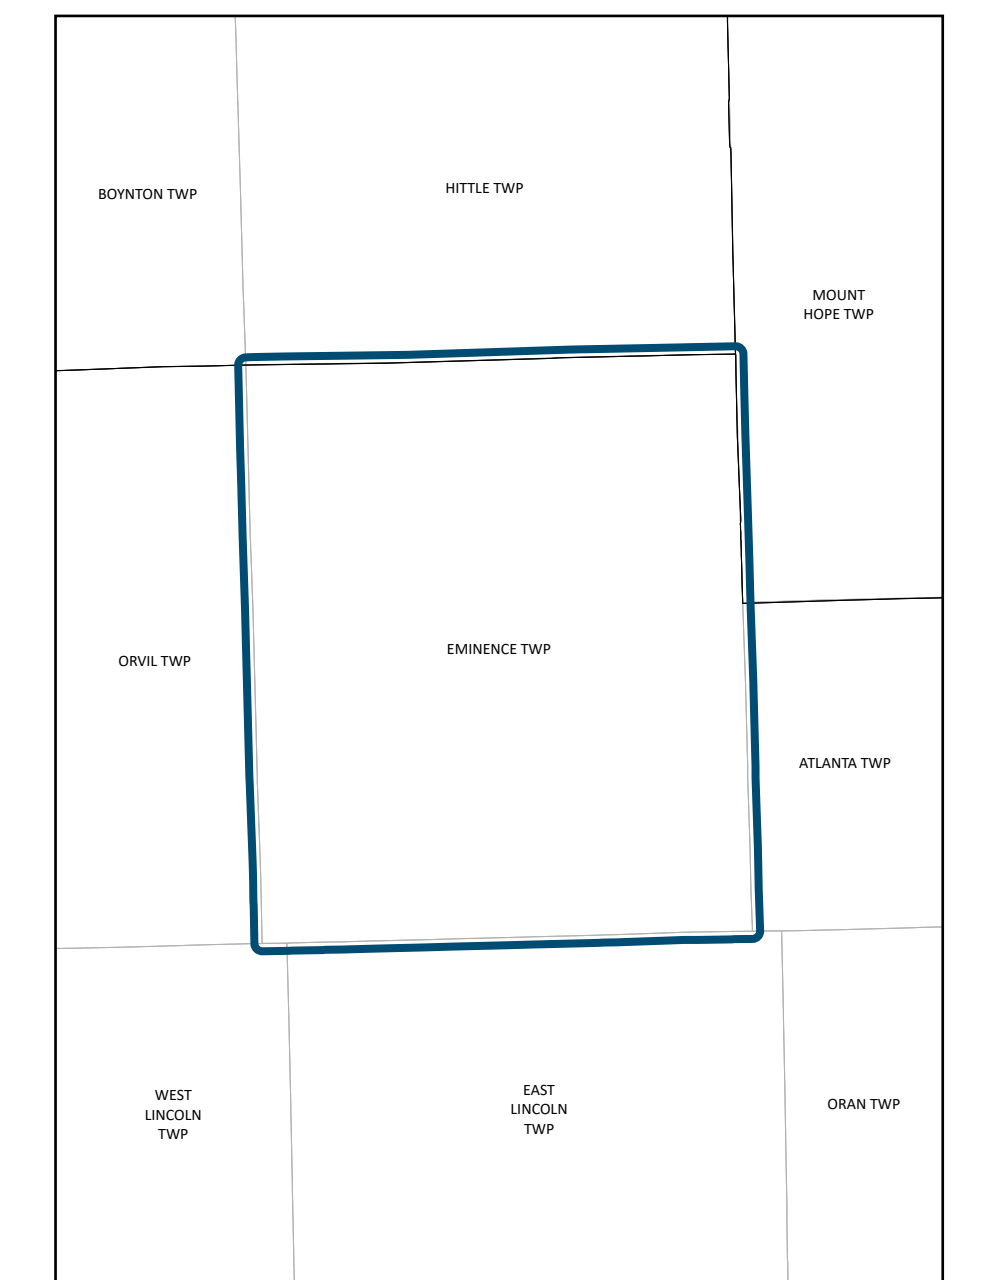 BOYNTON TWP
HITTLE TWP
MOUNT
HOPE TWP
EMINENCE TWP
ORVIL TWP
ATLANTA TWP
WEST
LINCOLN
TWP
EAST
LINCOLN
TWP
ORAN TWP